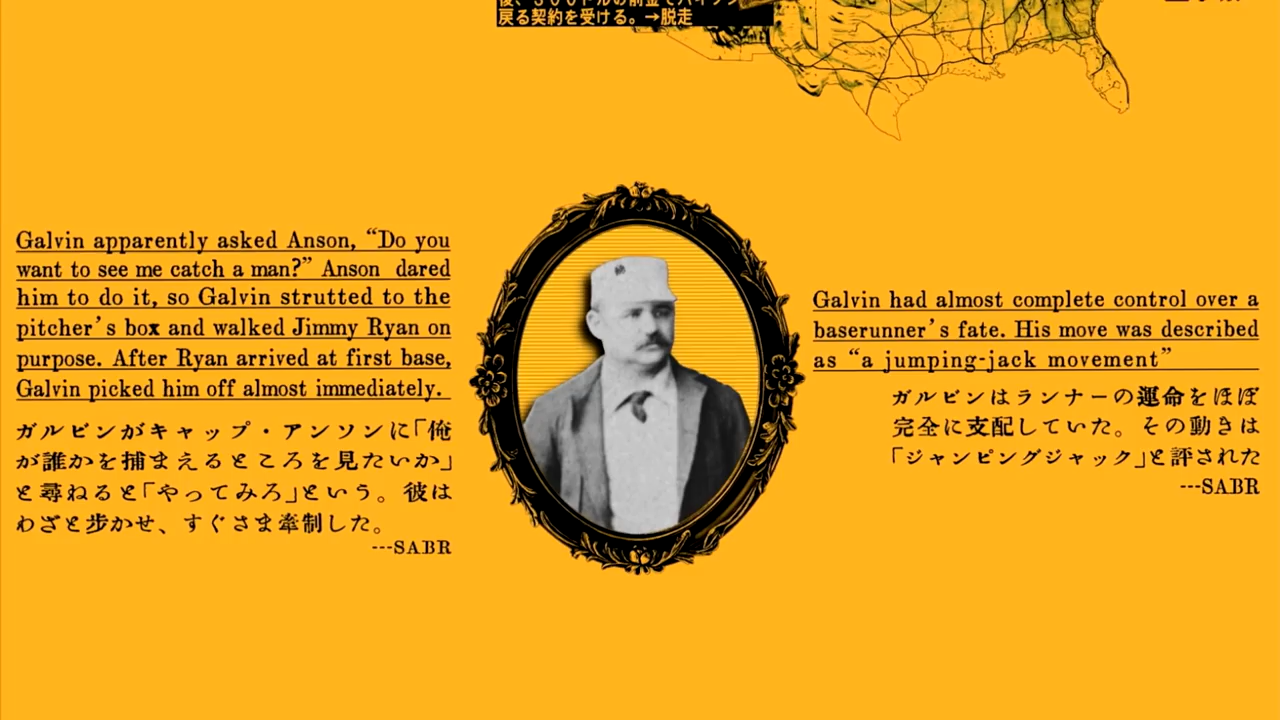 戻る契約を受ける。→脱走
Galvin apparently asked Anson, “Do you
want to see me catch a man?” Anson dared
him to do it, so Galvin strutted to the
pitcher’s box and walked Jimmy Ryan on
purpose. After Ryan arrived at first base,
Galvin picked him off almost immediately.
ガルビンがキャップ・アンソンに「俺
が誰かを捕まえるところを見たいか」
と尋ねると「やってみろ」という。彼は
わざと歩かせ、すぐさま牽制した。
---SABR
Galvin had almost complete control over a
baserunner’s fate. His move was described
as “a jumping-jack movement”
ガルビンはランナーの運命をほぼ
完全に支配していた。その動きは
「ジャンピングジャック」と評された
---SABR